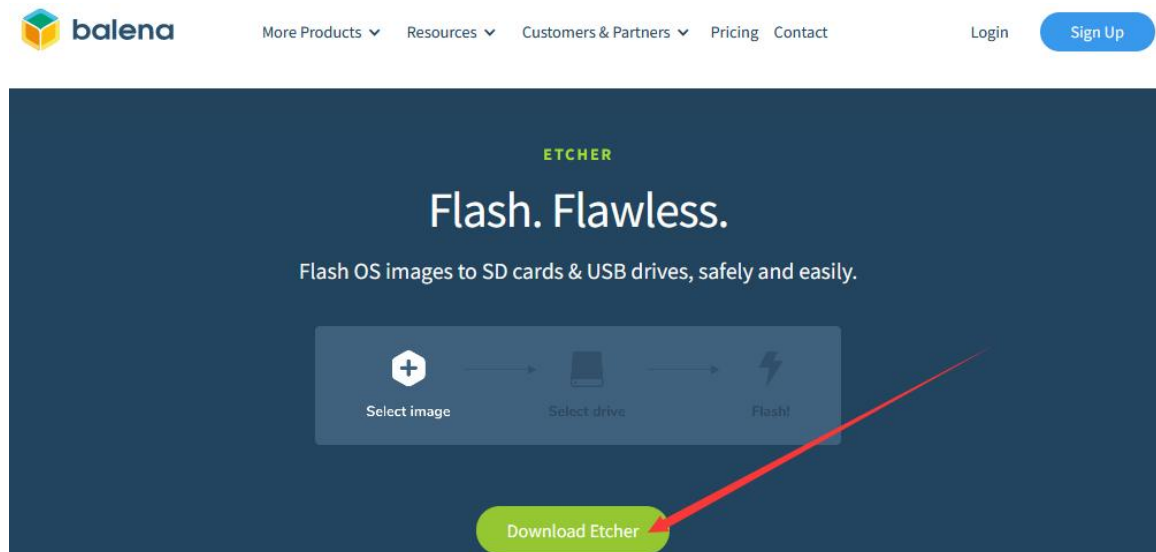 balena
More Products Resources Customers & Partners Pricing Contact Login Sign Up
ETCHER
Flash. Flawless.
Flash OS images to SD cards & USB drives, safely and easily.
Select image Select drive Flash!
Download Etcher